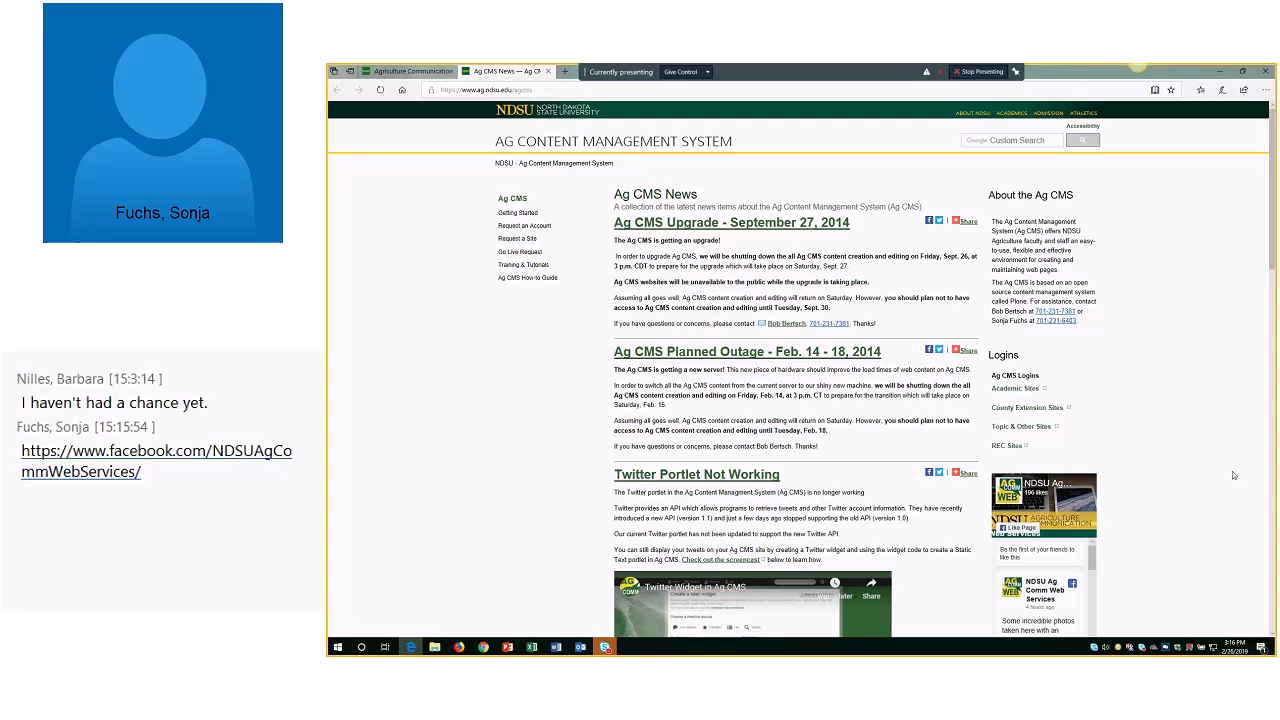 Fuchs, Sonja
Nilles, Barbara [15:3:14 ]
I haven't had a chance yet.
Fuchs, Sonja [15:15:54 ]
https://www.facebook.com/NDSUAgCo
mmWebServices/
Agriculture Communication
Ag CMS News — Ag CM
Currently presenting
Give Control
Stop Presenting
https://www.ag.ndsu.edu/agcms
NDSU NORTH DAKOTA
STATE UNIVERSITY
ABOUT NDSU ACADEMICS ADMISSION ATHLETICS
Accessibility
AG CONTENT MANAGEMENT SYSTEM
Google Custom Search
NDSU › Ag Content Management System
Ag CMS
Getting Started
Request an Account
Request a Site
Go Live Request
Training & Tutorials
Ag CMS How-to Guide
Ag CMS News
A collection of the latest news items about the Ag Content Management System (Ag CMS).
Ag CMS Upgrade - September 27, 2014
Share
The Ag CMS is getting an upgrade!
In order to upgrade Ag CMS, we will be shutting down the all Ag CMS content creation and editing on Friday, Sept. 26, at
3 p.m. CDT to prepare for the upgrade which will take place on Saturday, Sept. 27.
Ag CMS websites will be unavailable to the public while the upgrade is taking place.
Assuming all goes well, Ag CMS content creation and editing will return on Saturday. However, you should plan not to have
access to Ag CMS content creation and editing until Tuesday, Sept. 30.
If you have questions or concerns, please contact Bob Bertsch, 701-231-7381. Thanks!
Ag CMS Planned Outage - Feb. 14 - 18, 2014
Share
The Ag CMS is getting a new server! This new piece of hardware should improve the load times of web content on Ag CMS.
In order to switch all the Ag CMS content from the current server to our shiny new machine, we will be shutting down the all
Ag CMS content creation and editing on Friday, Feb. 14, at 3 p.m. CT to prepare for the transition which will take place on
Saturday, Feb. 15.
Assuming all goes well, Ag CMS content creation and editing will return on Saturday. However, you should plan not to have
access to Ag CMS content creation and editing until Tuesday, Feb. 18.
If you have questions or concerns, please contact Bob Bertsch. Thanks!
Twitter Portlet Not Working
Share
The Twitter portlet in the Ag Content Managment System (Ag CMS) is no longer working.
Twitter provides an API which allows programs to retrieve tweets and other Twitter account information. They have recently
introduced a new API (version 1.1) and just a few days ago stopped supporting the old API (version 1.0).
Our current Twitter portlet has not been updated to support the new Twitter API.
You can still display your tweets on your Ag CMS site by creating a Twitter widget and using the widget code to create a Static
Text portlet in Ag CMS. Check out the screencast below to learn how.
AG COMM
Twitter Widget in Ag CMS
Share
Create a user widget
Choose a timeline source
About the Ag CMS
The Ag Content Management
System (Ag CMS) offers NDSU
Agriculture faculty and staff an easy-
to-use, flexible and effective
environment for creating and
maintaining web pages.
The Ag CMS is based on an open
source content management system
called Plone. For assistance, contact
Bob Bertsch at 701-231-7381 or
Sonja Fuchs at 701-231-6403.
Logins
Ag CMS Logins
Academic Sites
County Extension Sites
Topic & Other Sites
REC Sites
AG COMM WEB
NDSU Ag...
196 likes
Like Page
Be the first of your friends to
like this
AG COMM WEB
NDSU Ag
Comm Web
Services
4 hours ago
Some incredible photos
taken here with an
3:16 PM
2/26/2019